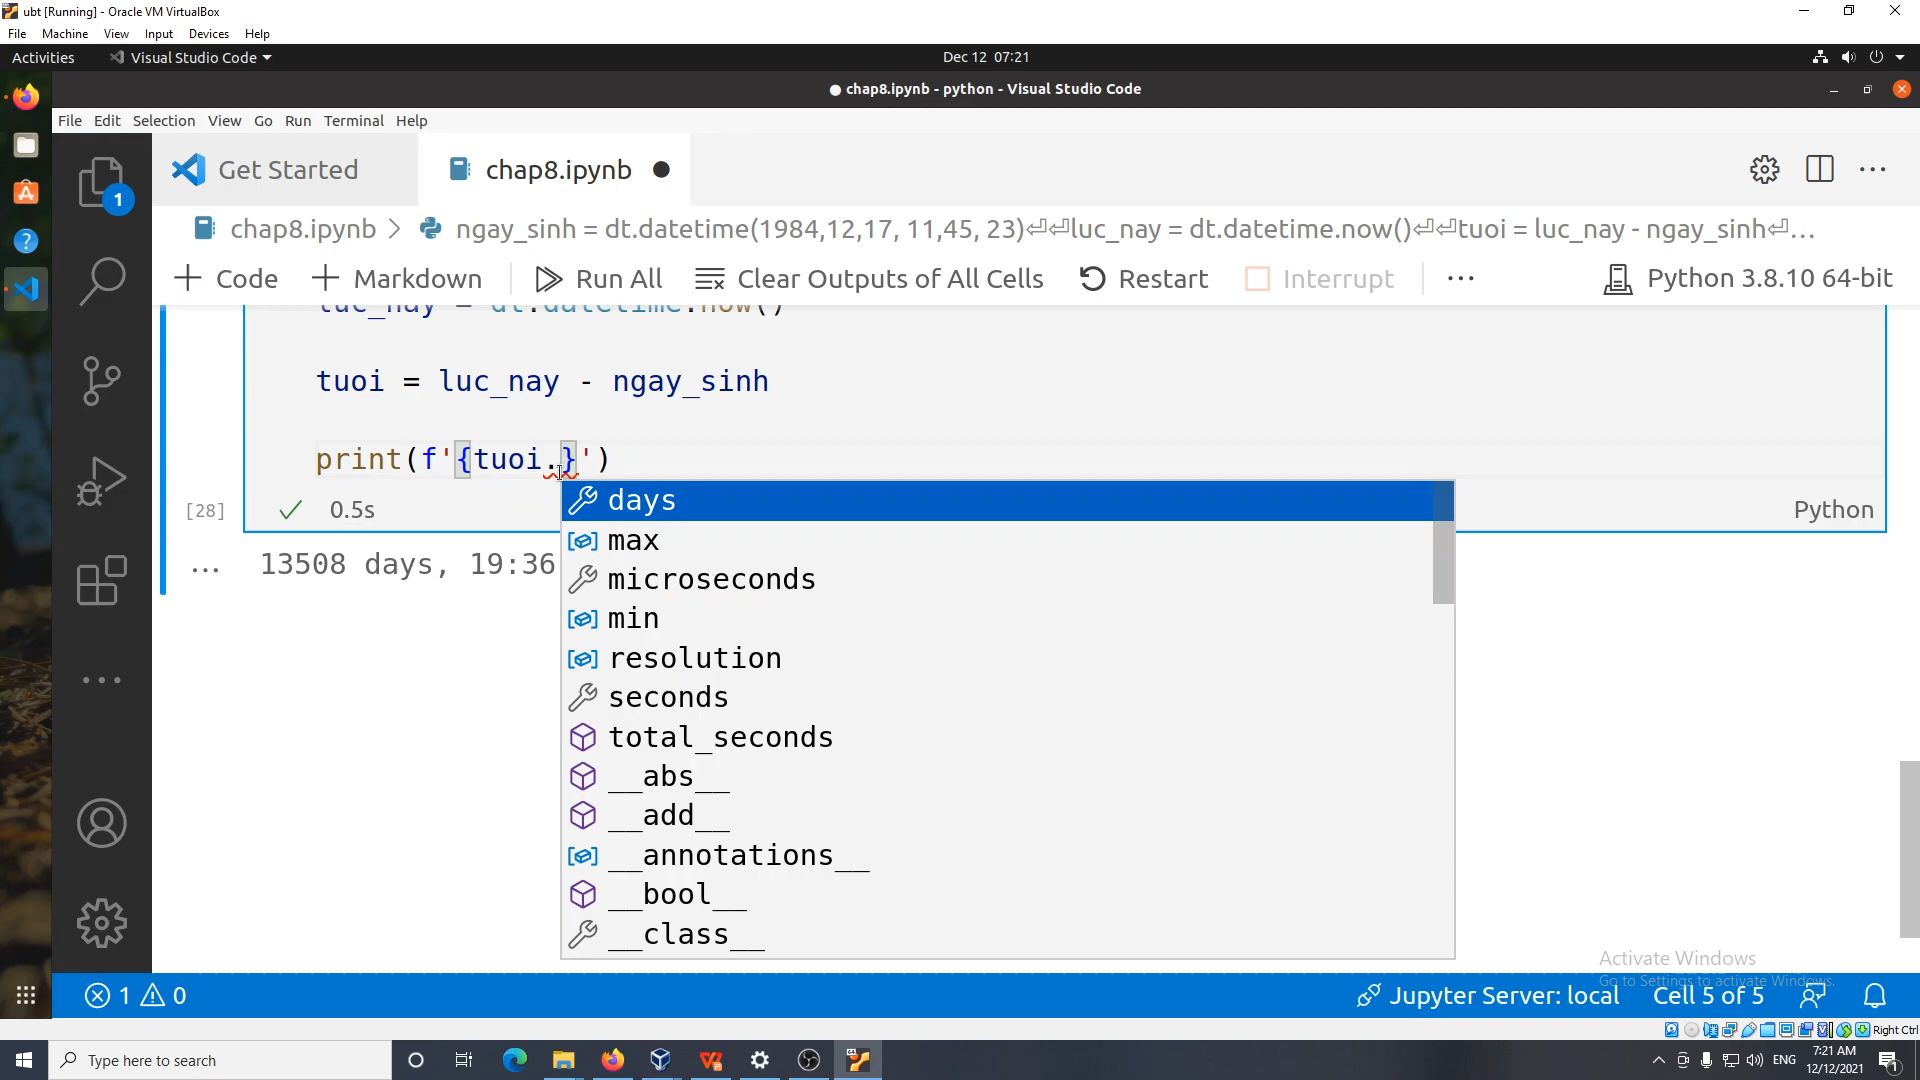 ubt [Running] - Oracle VM VirtualBox
File Machine View Input Devices Help
Activities Visual Studio Code Dec 12 07:21
● chap8.ipynb - python - Visual Studio Code
File Edit Selection View Go Run Terminal Help
1 Get Started chap8.ipynb ●
chap8.ipynb > ngay_sinh = dt.datetime(1984,12,17, 11,45, 23)⏎⏎luc_nay = dt.datetime.now()⏎⏎tuoi = luc_nay - ngay_sinh⏎...
+ Code + Markdown Run All Clear Outputs of All Cells Restart Interrupt ... Python 3.8.10 64-bit
luc_nay = dt.datetime.now()
tuoi = luc_nay - ngay_sinh
print(f'{tuoi.}')
[28] ✓ 0.5s Python
13508 days, 19:36
days
max
microseconds
min
resolution
seconds
total_seconds
__abs__
__add__
__annotations__
__bool__
__class__
Activate Windows
Go to Settings to activate Windows.
1 0 Jupyter Server: local Cell 5 of 5
Right Ctrl
Type here to search ENG 7:21 AM
12/12/2021 1